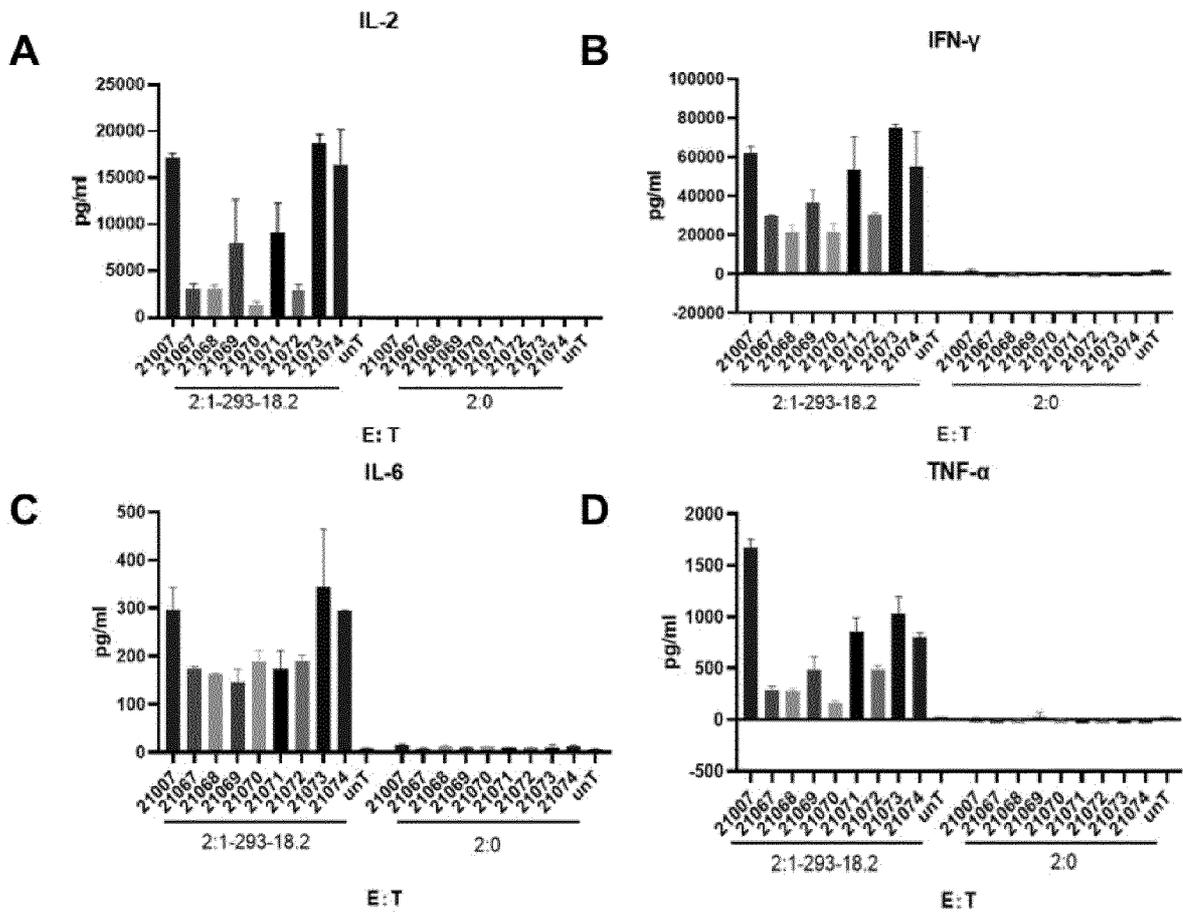 A
IL-2
pg/ml
25000
20000
15000
10000
5000
0
21007 21067 21068 21069 21070 21071 21072 21073 21074 unT 21007 21067 21068 21069 21070 21071 21072 21073 21074 unT
2:1-293-18.2 2:0
E: T
B
IFN-γ
pg/ml
100000
80000
60000
40000
20000
0
-20000
21007 21067 21068 21069 21070 21071 21072 21073 21074 unT 21007 21067 21068 21069 21070 21071 21072 21073 21074 unT
2:1-293-18.2 2:0
E:T
C
IL-6
pg/ml
500
400
300
200
100
0
21007 21067 21068 21069 21070 21071 21072 21073 21074 unT 21007 21067 21068 21069 21070 21071 21072 21073 21074 unT
2:1-293-18.2 2:0
E:T
D
TNF-α
pg/ml
2000
1500
1000
500
0
-500
21007 21067 21068 21069 21070 21071 21072 21073 21074 unT 21007 21067 21068 21069 21070 21071 21072 21073 21074 unT
2:1-293-18.2 2:0
E:T